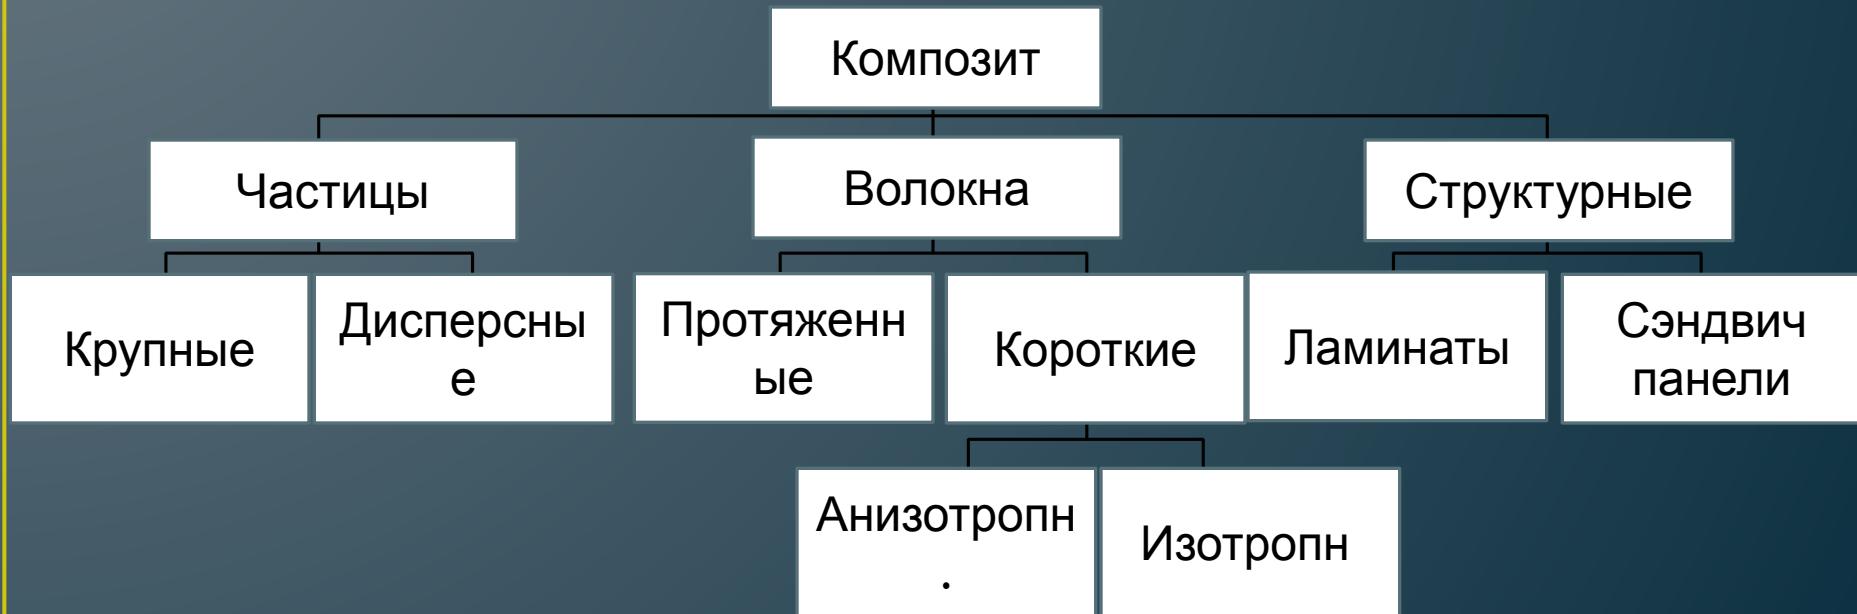 Композит
Частицы
Волокна
Структурные
Крупные
Дисперсны
е
Протяженн
ые
Короткие
Ламинаты
Сэндвич
панели
Анизотропн
.
Изотропн